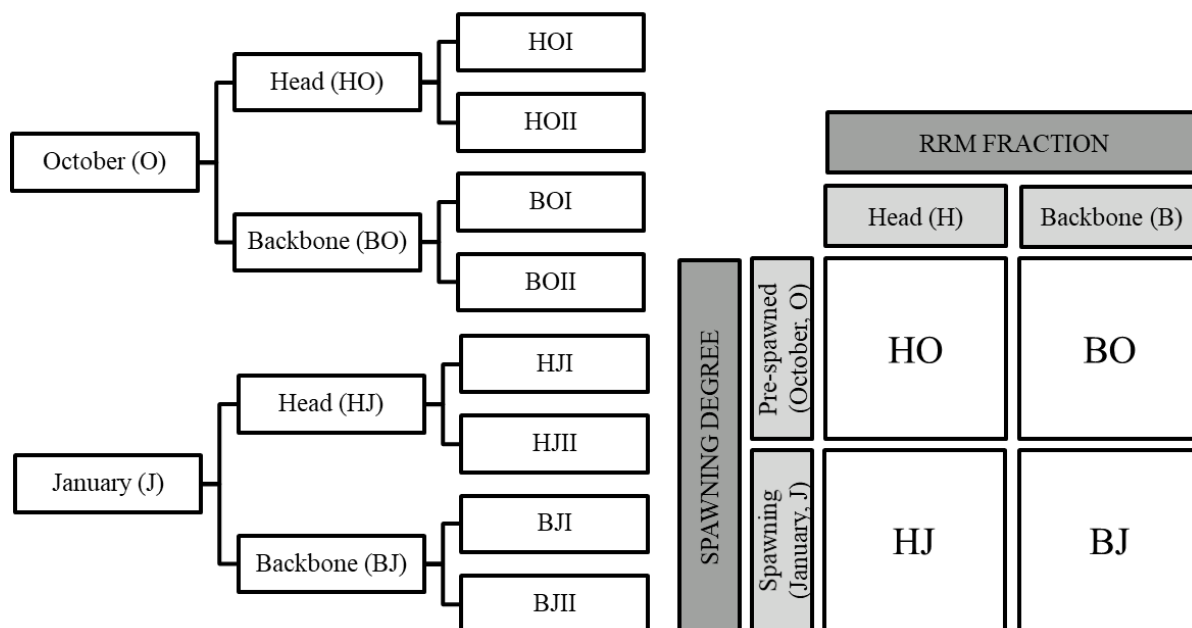 October (O)
Head (HO)
HOI
HOII
Backbone (BO)
BOI
BOII
January (J)
Head (HJ)
HJI
HJII
Backbone (BJ)
BJI
BJII
RRM FRACTION
Head (H)
Backbone (B)
SPAWNING DEGREE
Pre-spawned
(October, O)
HO
BO
Spawning
(January, J)
HJ
BJ